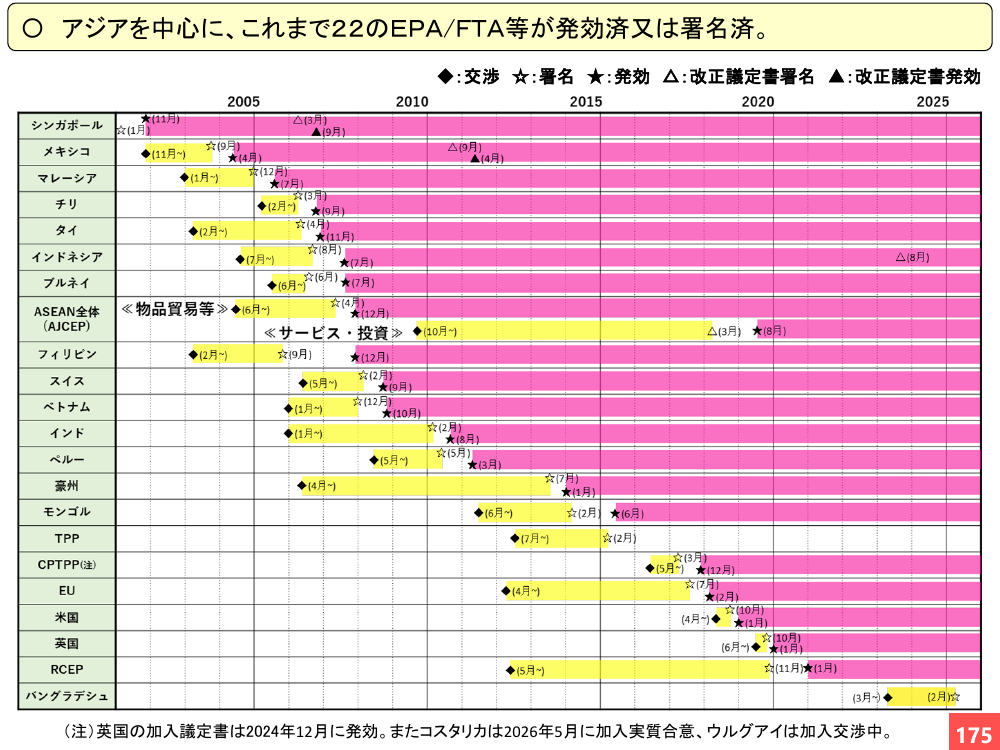 〇 アジアを中心に、これまで22のEPA/FTA等が発効済又は署名済。
◆：交渉 ☆：署名 ★：発効 △：改正議定書署名 ▲：改正議定書発効
2005 2010 2015 2020 2025
シンガポール ☆(1月) ★(11月) △(3月) ▲(9月)
メキシコ ◆(11月~) ☆(9月) ★(4月) △(9月) ▲(4月)
マレーシア ◆(1月~) ☆(12月) ★(7月)
チリ ◆(2月~) ☆(3月) ★(9月)
タイ ◆(2月~) ☆(4月) ★(11月)
インドネシア ◆(7月~) ☆(8月) ★(7月) △(8月)
ブルネイ ◆(6月~) ☆(6月) ★(7月)
ASEAN全体 ≪物品貿易等≫ ◆(6月~) ☆(4月) ★(12月)
(AJCEP) ≪サービス・投資≫ ◆(10月~) △(3月) ★(8月)
フィリピン ◆(2月~) ☆(9月) ★(12月)
スイス ◆(5月~) ☆(2月) ★(9月)
ベトナム ◆(1月~) ☆(12月) ★(10月)
インド ◆(1月~) ☆(2月) ★(8月)
ペルー ◆(5月~) ☆(5月) ★(3月)
豪州 ◆(4月~) ☆(7月) ★(1月)
モンゴル ◆(6月~) ☆(2月) ★(6月)
TPP ◆(7月~) ☆(2月)
CPTPP(注) ◆(5月~) ☆(3月) ★(12月)
EU ◆(4月~) ☆(7月) ★(2月)
米国 (4月~)◆ ☆(10月) ★(1月)
英国 (6月~)◆ ☆(10月) ★(1月)
RCEP ◆(5月~) ☆(11月) ★(1月)
バングラデシュ (3月~)◆ (2月)☆
（注）英国の加入議定書は2024年12月に発効。またコスタリカは2026年5月に加入実質合意、ウルグアイは加入交渉中。
175